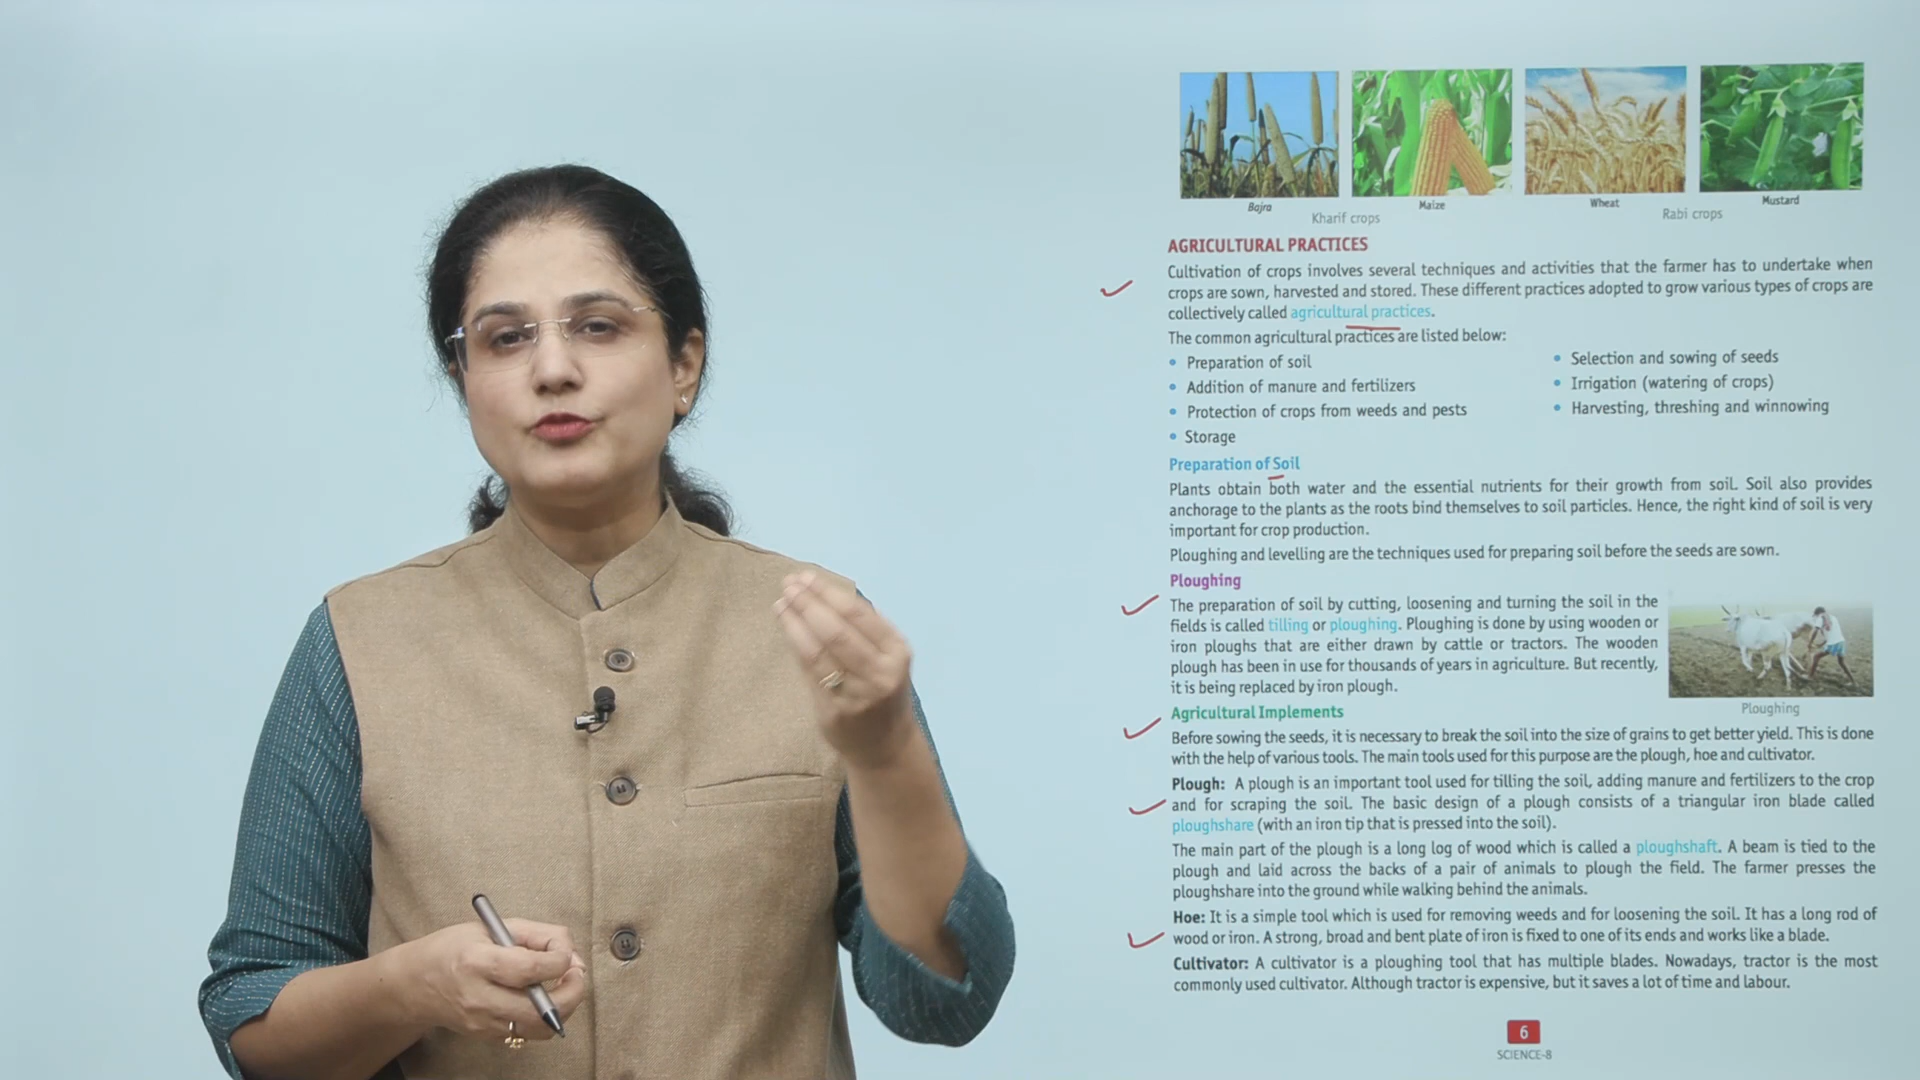 Bajra
Maize
Wheat
Mustard
Kharif crops
Rabi crops
AGRICULTURAL PRACTICES
Cultivation of crops involves several techniques and activities that the farmer has to undertake when
crops are sown, harvested and stored. These different practices adopted to grow various types of crops are
collectively called agricultural practices.
The common agricultural practices are listed below:
• Preparation of soil
• Addition of manure and fertilizers
• Protection of crops from weeds and pests
• Storage
• Selection and sowing of seeds
• Irrigation (watering of crops)
• Harvesting, threshing and winnowing
Preparation of Soil
Plants obtain both water and the essential nutrients for their growth from soil. Soil also provides
anchorage to the plants as the roots bind themselves to soil particles. Hence, the right kind of soil is very
important for crop production.
Ploughing and levelling are the techniques used for preparing soil before the seeds are sown.
Ploughing
The preparation of soil by cutting, loosening and turning the soil in the
fields is called tilling or ploughing. Ploughing is done by using wooden or
iron ploughs that are either drawn by cattle or tractors. The wooden
plough has been in use for thousands of years in agriculture. But recently,
it is being replaced by iron plough.
Ploughing
Agricultural Implements
Before sowing the seeds, it is necessary to break the soil into the size of grains to get better yield. This is done
with the help of various tools. The main tools used for this purpose are the plough, hoe and cultivator.
Plough: A plough is an important tool used for tilling the soil, adding manure and fertilizers to the crop
and for scraping the soil. The basic design of a plough consists of a triangular iron blade called
ploughshare (with an iron tip that is pressed into the soil).
The main part of the plough is a long log of wood which is called a ploughshaft. A beam is tied to the
plough and laid across the backs of a pair of animals to plough the field. The farmer presses the
ploughshare into the ground while walking behind the animals.
Hoe: It is a simple tool which is used for removing weeds and for loosening the soil. It has a long rod of
wood or iron. A strong, broad and bent plate of iron is fixed to one of its ends and works like a blade.
Cultivator: A cultivator is a ploughing tool that has multiple blades. Nowadays, tractor is the most
commonly used cultivator. Although tractor is expensive, but it saves a lot of time and labour.
6
SCIENCE-8